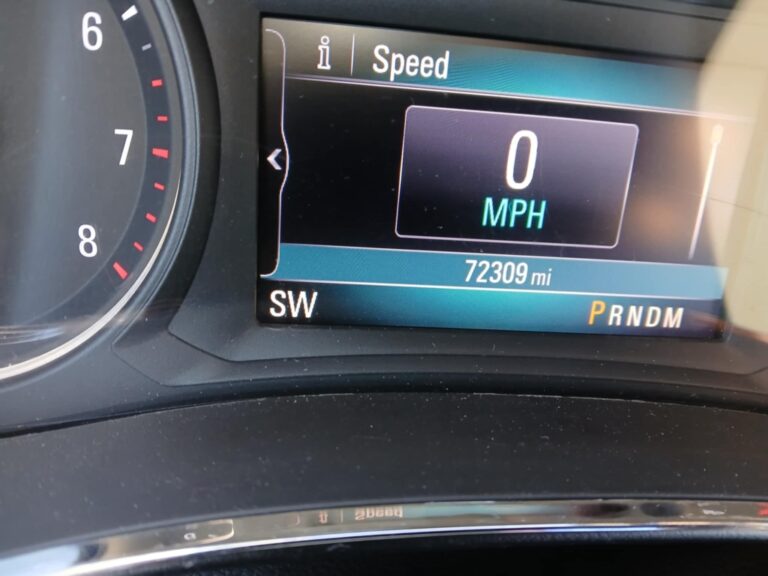 6
7
8
i Speed
0
MPH
72309 mi
SW PRNDM